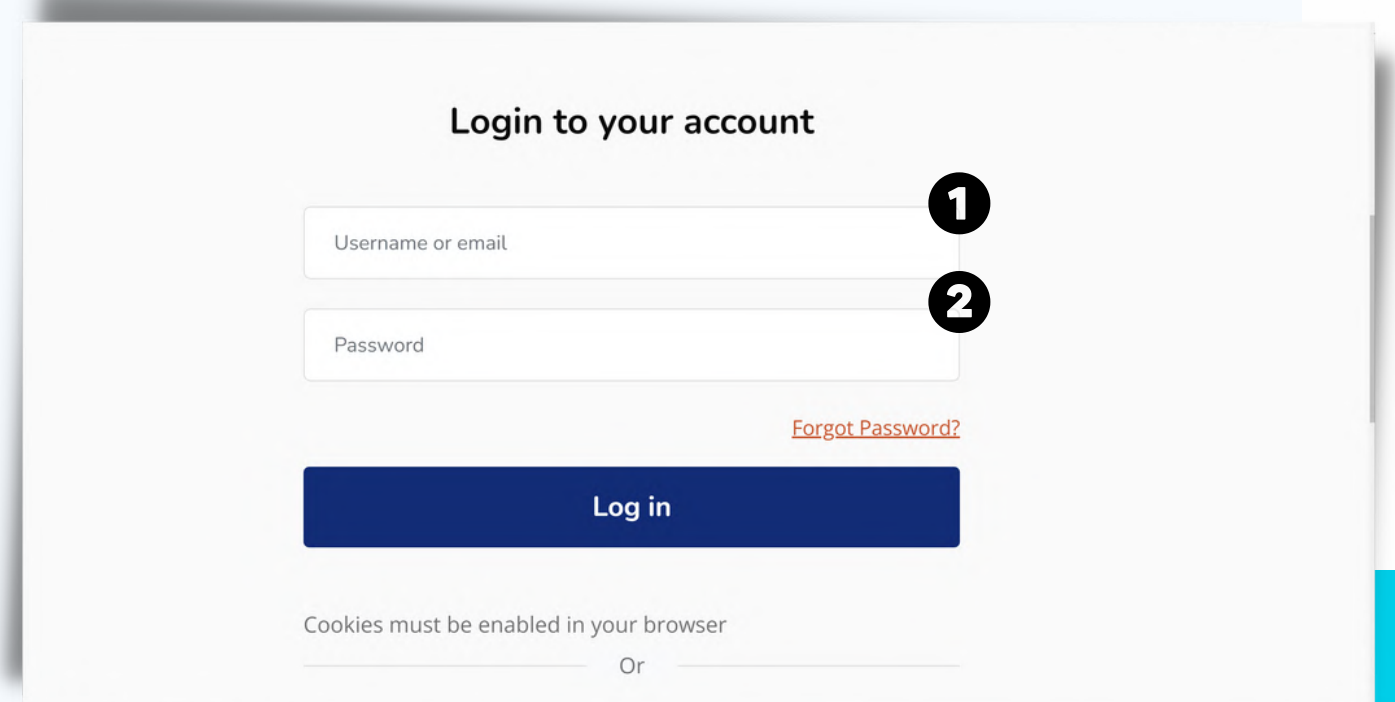 Login to your account
1
Username or email
2
Password
Forgot Password?
Log in
Cookies must be enabled in your browser
Or